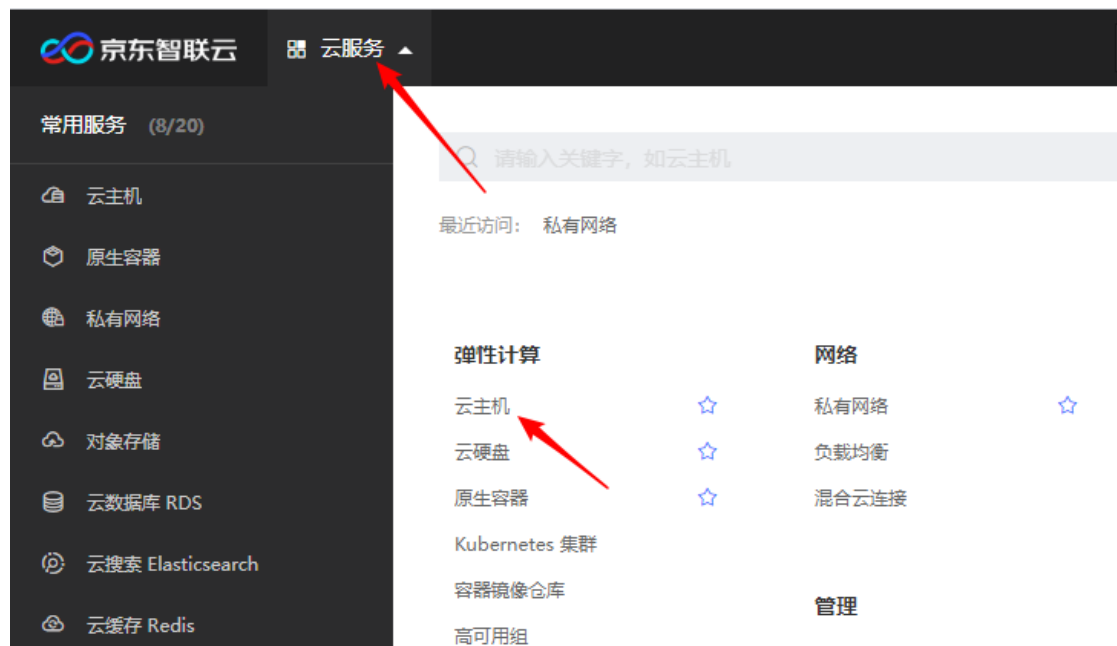 京东智联云 云服务
常用服务 (8/20)
云主机
原生容器
私有网络
云硬盘
对象存储
云数据库 RDS
云搜索 Elasticsearch
云缓存 Redis
请输入关键字，如云主机
最近访问： 私有网络
弹性计算
云主机
云硬盘
原生容器
Kubernetes 集群
容器镜像仓库
高可用组
网络
私有网络
负载均衡
混合云连接
管理